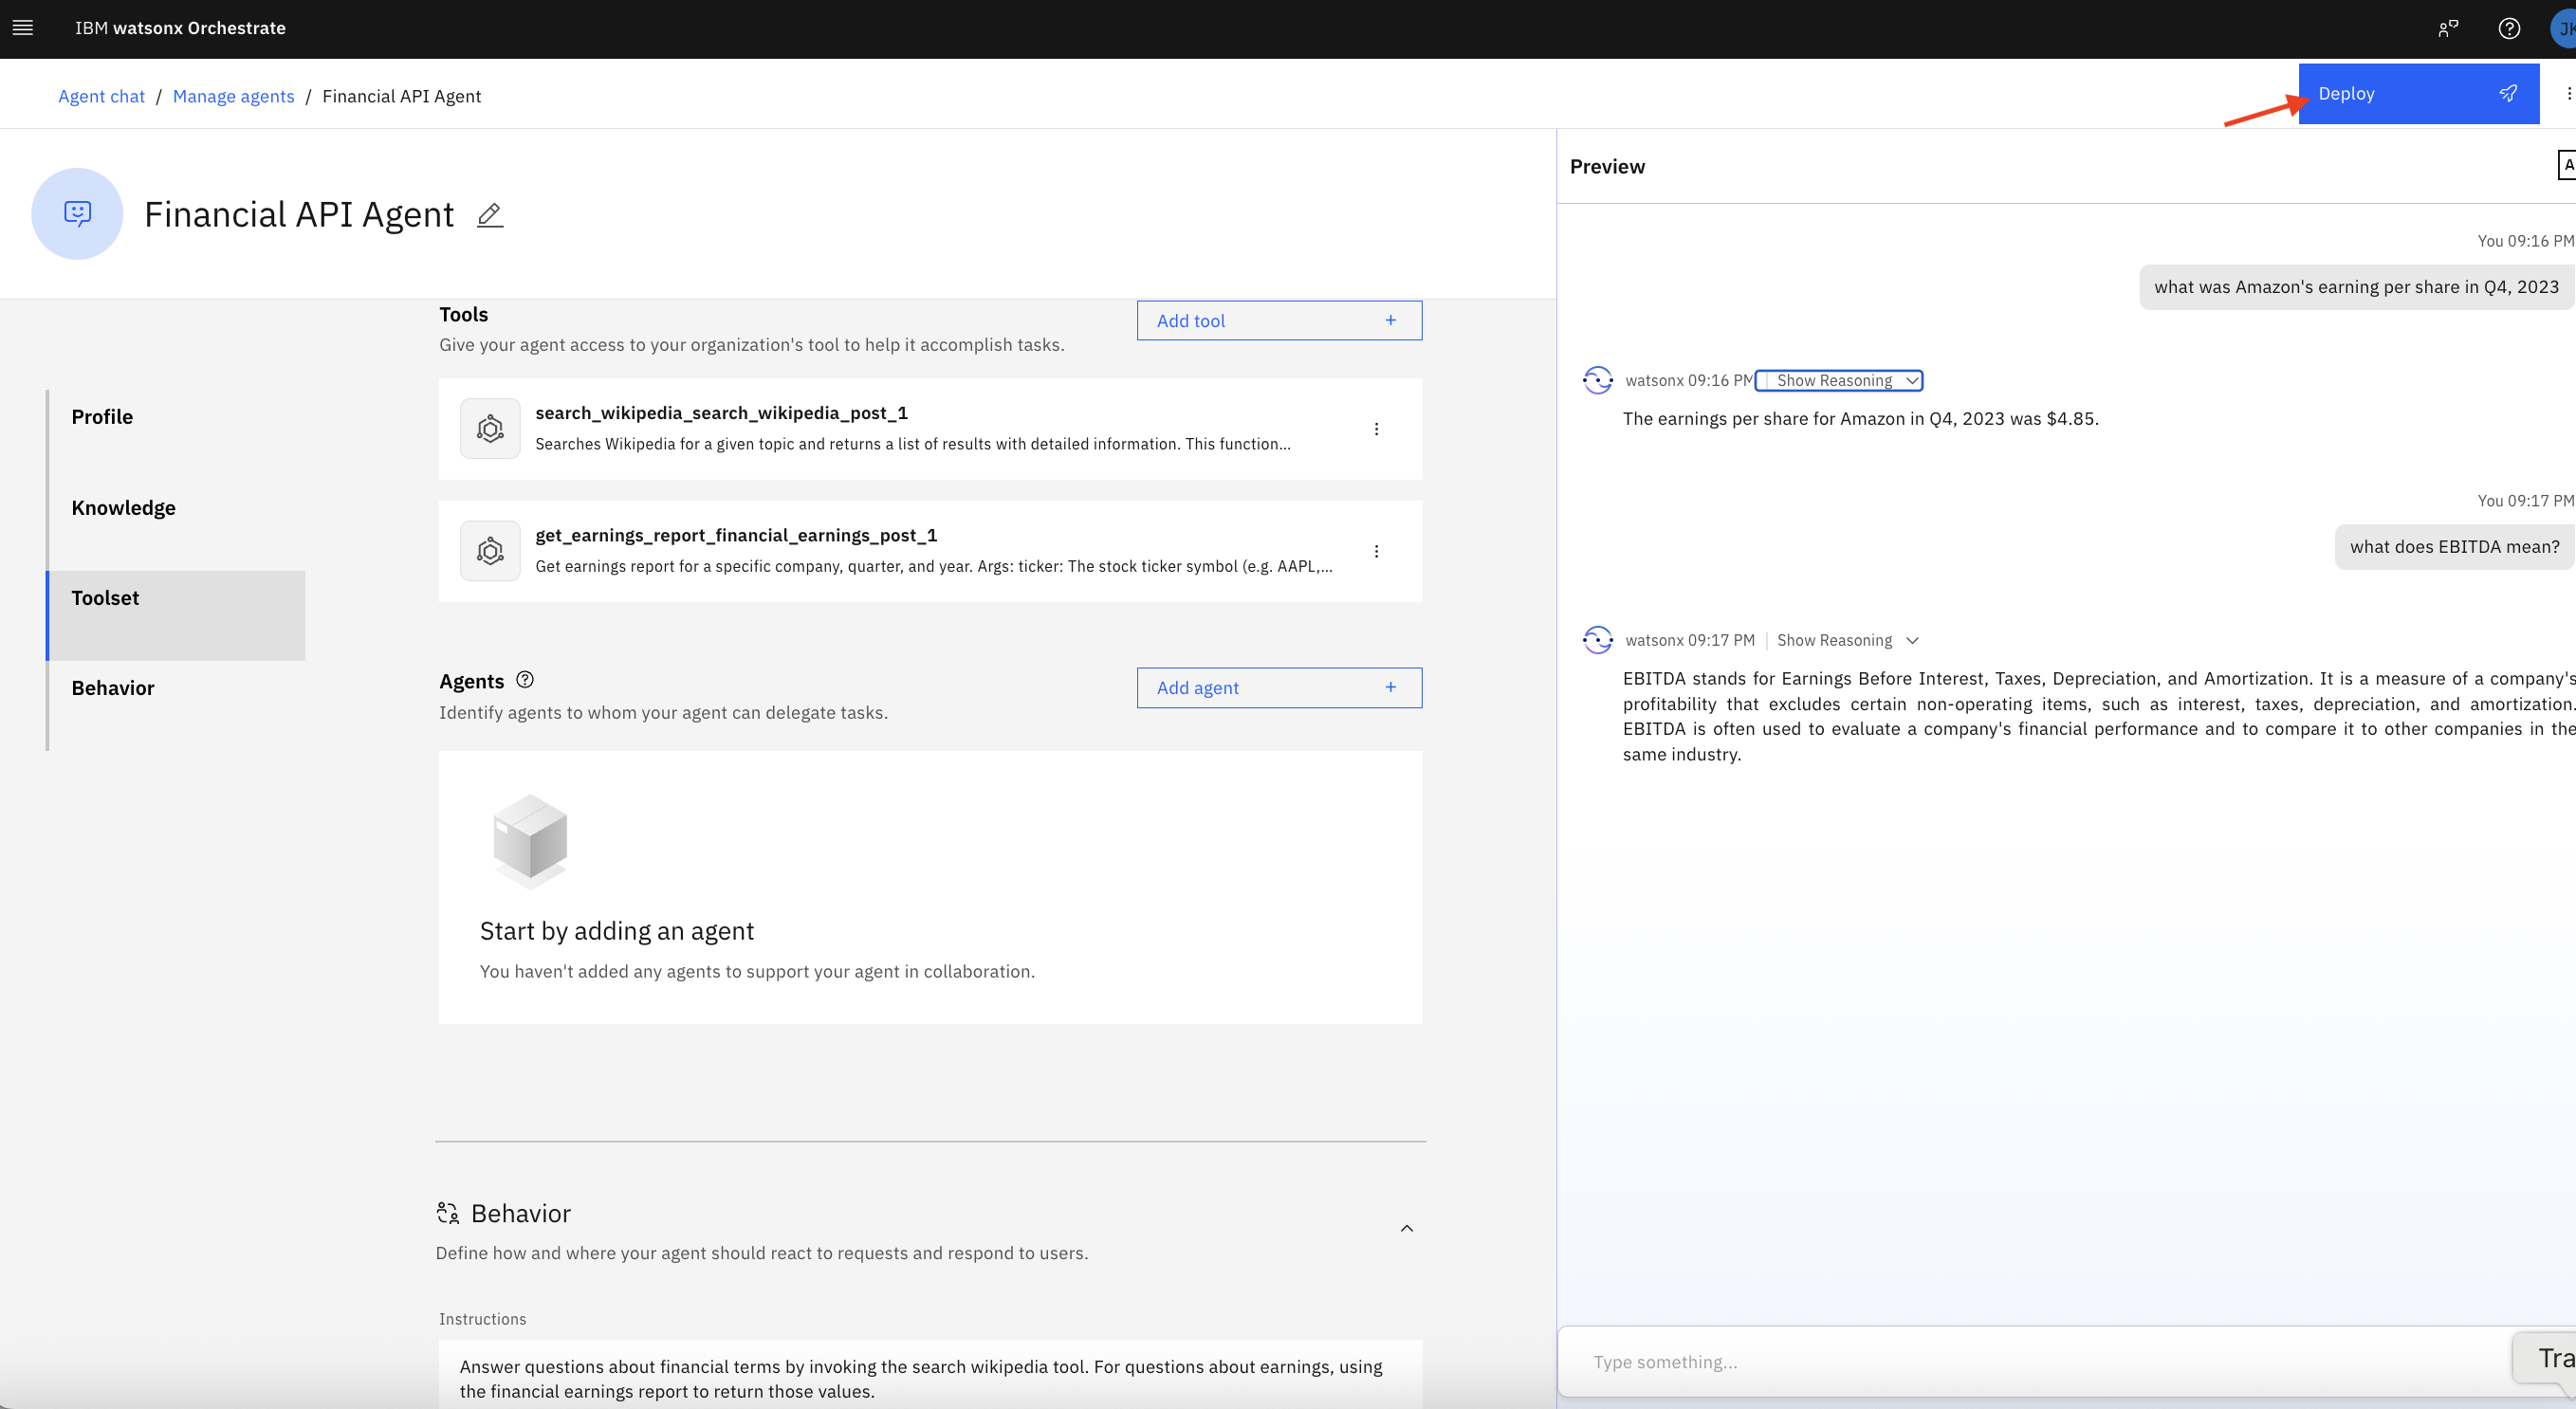 IBM watsonx Orchestrate
JK
Agent chat / Manage agents / Financial API Agent
Deploy
Financial API Agent
Profile
Knowledge
Toolset
Behavior
Tools
Add tool +
Give your agent access to your organization's tool to help it accomplish tasks.
search_wikipedia_search_wikipedia_post_1
Searches Wikipedia for a given topic and returns a list of results with detailed information. This function...
get_earnings_report_financial_earnings_post_1
Get earnings report for a specific company, quarter, and year. Args: ticker: The stock ticker symbol (e.g. AAPL,...
Agents
Add agent +
Identify agents to whom your agent can delegate tasks.
Start by adding an agent
You haven't added any agents to support your agent in collaboration.
Behavior
Define how and where your agent should react to requests and respond to users.
Instructions
Answer questions about financial terms by invoking the search wikipedia tool. For questions about earnings, using
the financial earnings report to return those values.
Preview
A
You 09:16 PM
what was Amazon's earning per share in Q4, 2023
watsonx 09:16 PM | Show Reasoning
The earnings per share for Amazon in Q4, 2023 was $4.85.
You 09:17 PM
what does EBITDA mean?
watsonx 09:17 PM | Show Reasoning
EBITDA stands for Earnings Before Interest, Taxes, Depreciation, and Amortization. It is a measure of a company's
profitability that excludes certain non-operating items, such as interest, taxes, depreciation, and amortization.
EBITDA is often used to evaluate a company's financial performance and to compare it to other companies in the
same industry.
Type something...
Tra